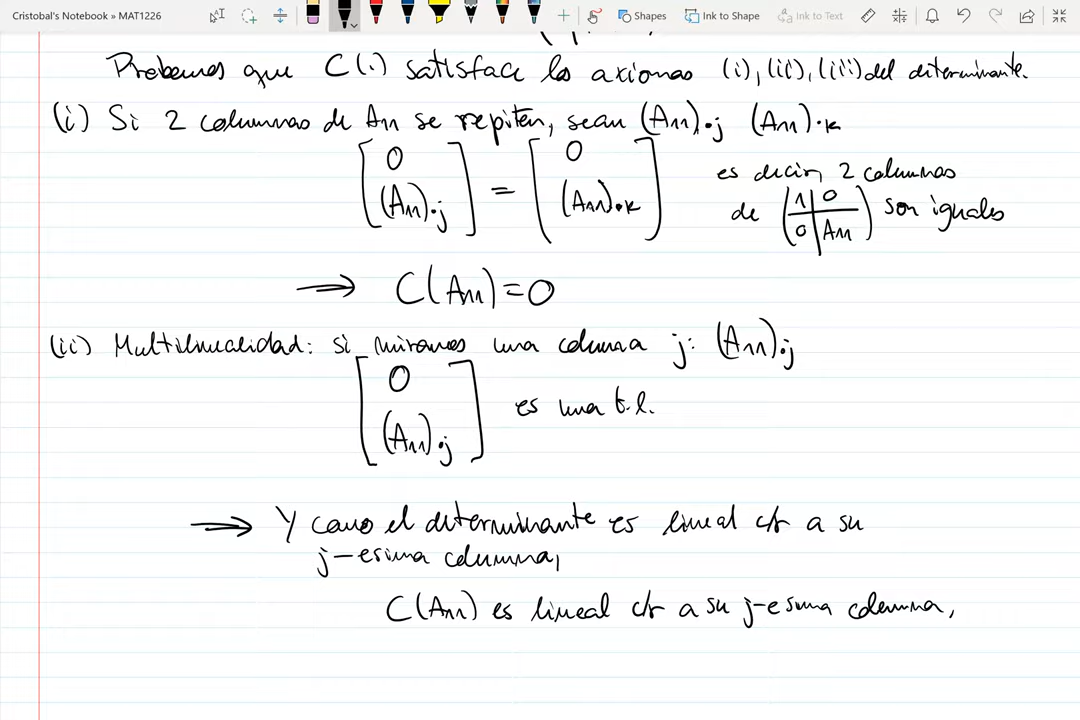 Cristobal's Notebook » MAT1226
Shapes
Ink to Shape
Ink to Text
Probemos que C(·) satisface los axiomas (i), (ii), (iii) del determinante.
(i) Si 2 columnas de A₁₁ se repiten, sean (A₁₁)•j (A₁₁)•k
[0 (A₁₁)•j] = [0 (A₁₁)•k]
es decir, 2 columnas
de (1 0 0 A₁₁) son iguales
⟹ C(A₁₁)=0
(ii) Multilinealidad: si miramos una columna j: (A₁₁)•j
[0 (A₁₁)•j] es una t.l.
⟹ Y como el determinante es lineal c/r a su
j-esima columna,
C(A₁₁) es lineal c/r a su j-esima columna,